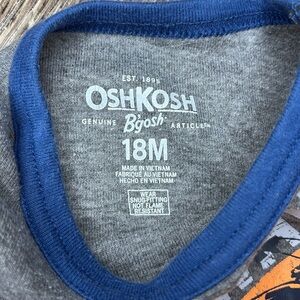 EST. 1895
OSHKOSH
GENUINE B'gosh ARTICLE™
18M
MADE IN VIETNAM
FABRIQUÉ AU VIETNAM
HECHO EN VIETNAM
WEAR
SNUG-FITTING
NOT FLAME
RESISTANT